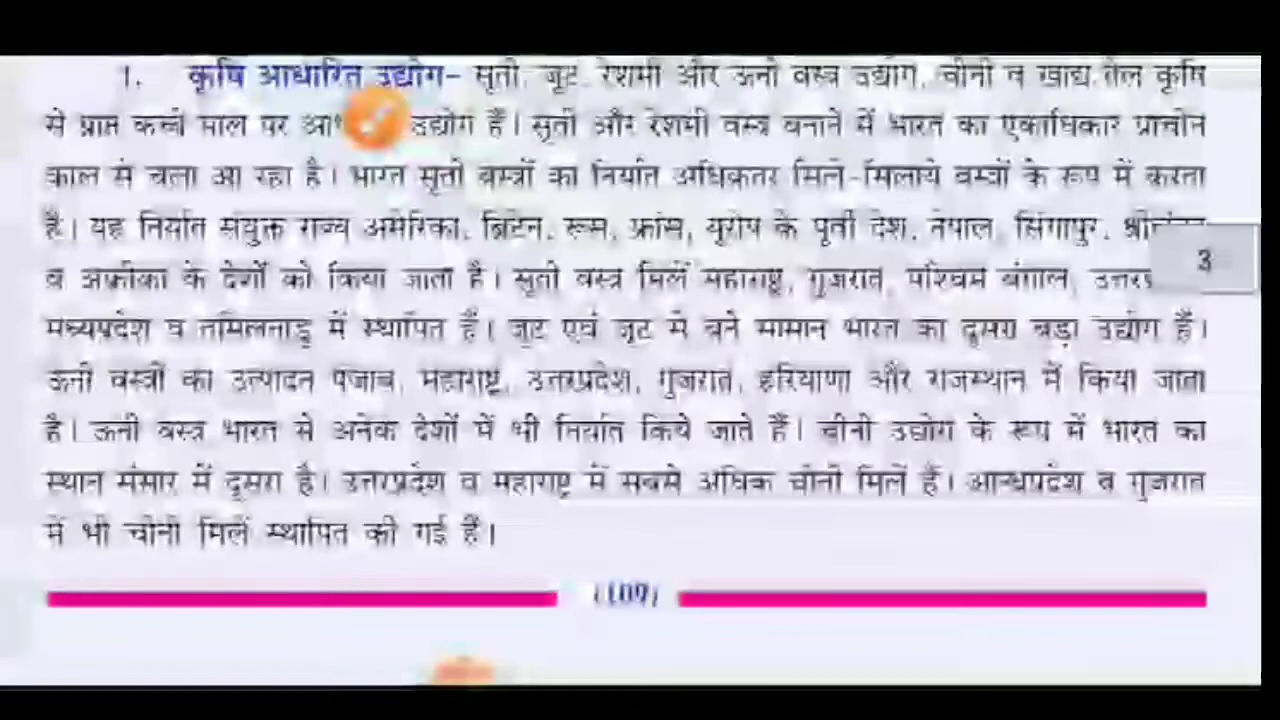 1. कृषि आधारित उद्योग– सूती, जूट, रेशमी और ऊनी वस्त्र उद्योग, चीनी व खाद्य तेल कृषि
से प्राप्त कच्चे माल पर उद्योग हैं। सूती और रेशमी वस्त्र बनाने में भारत का एकाधिकार प्राचीन
काल से चला आ रहा है। भारत सूती वस्त्रों का निर्यात अधिकतर सिले-सिलाये वस्त्रों के रूप में करता
है। यह निर्यात संयुक्त राज्य अमेरिका, ब्रिटेन, रूस, फ्रांस, यूरोप के पूर्वी देश, नेपाल, सिंगापुर,
व अफ्रीका के देशों को किया जाता है। सूती वस्त्र मिलें महाराष्ट्र, गुजरात, पश्चिम बंगाल,
3
मध्यप्रदेश व तमिलनाडु में स्थापित हैं। जूट एवं जूट से बने सामान भारत का दूसरा बड़ा उद्योग हैं।
ऊनी वस्त्रों का उत्पादन पंजाब, महाराष्ट्र, उत्तरप्रदेश, गुजरात, हरियाणा और राजस्थान में किया जाता
है। ऊनी वस्त्र भारत से अनेक देशों में भी निर्यात किये जाते हैं। चीनी उद्योग के रूप में भारत का
स्थान संसार में दूसरा है। उत्तरप्रदेश व महाराष्ट्र में सबसे अधिक चीनी मिलें हैं। आन्ध्रप्रदेश व गुजरात
में भी चीनी मिलें स्थापित की गई हैं।
(109)